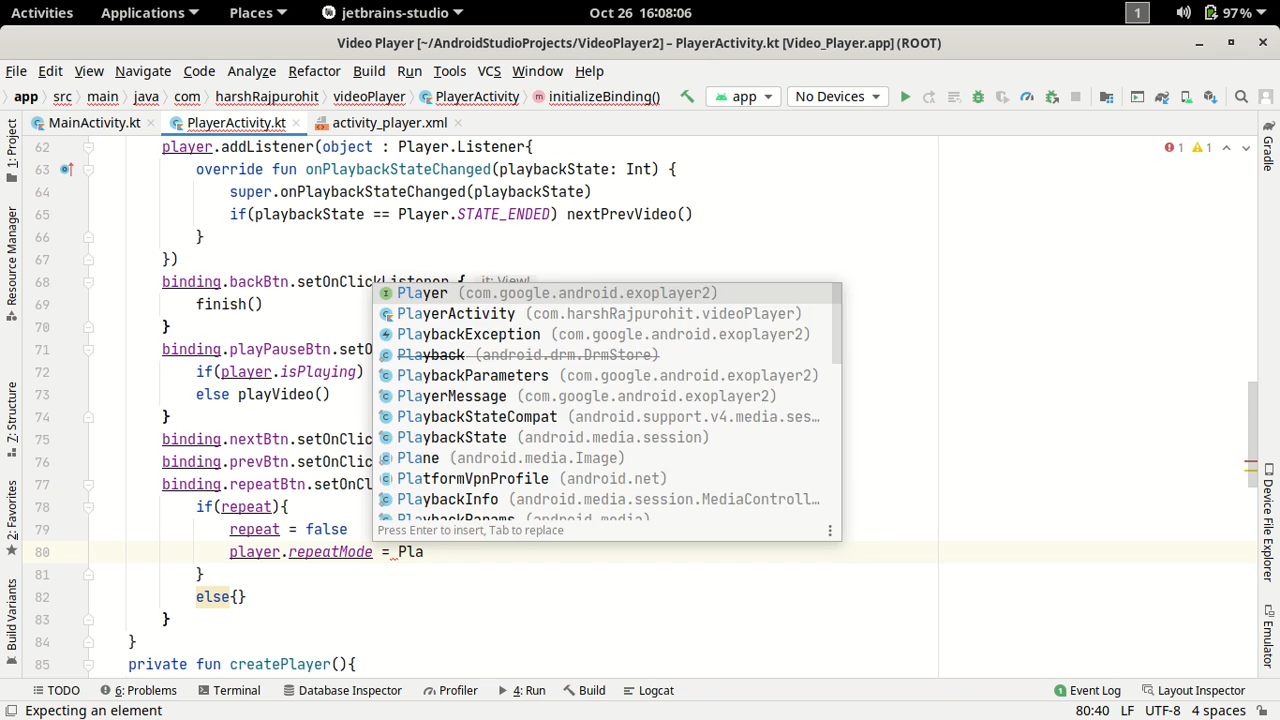 Activities Applications Places jetbrains-studio Oct 26 16:08:06 1 97%
Video Player [~/AndroidStudioProjects/VideoPlayer2] – PlayerActivity.kt [Video_Player.app] (ROOT)
File Edit View Navigate Code Analyze Refactor Build Run Tools VCS Window Help
app src main java com harshRajpurohit videoPlayer PlayerActivity initializeBinding() app No Devices
MainActivity.kt PlayerActivity.kt activity_player.xml
1: Project
Resource Manager
Z: Structure
2: Favorites
Build Variants
62 player.addListener(object : Player.Listener{ 1 1
63 override fun onPlaybackStateChanged(playbackState: Int) {
64 super.onPlaybackStateChanged(playbackState)
65 if(playbackState == Player.STATE_ENDED) nextPrevVideo()
66 }
67 })
68 binding.backBtn.setOnClickListener { it: View!
69 finish()
70 }
71 binding.playPauseBtn.setO
72 if(player.isPlaying)
73 else playVideo()
74 }
75 binding.nextBtn.setOnClic
76 binding.prevBtn.setOnClic
77 binding.repeatBtn.setOnCl
78 if(repeat){
79 repeat = false
80 player.repeatMode = Pla
81 }
82 else{}
83 }
84 }
85 private fun createPlayer(){
Player (com.google.android.exoplayer2)
PlayerActivity (com.harshRajpurohit.videoPlayer)
PlaybackException (com.google.android.exoplayer2)
Playback (android.drm.DrmStore)
PlaybackParameters (com.google.android.exoplayer2)
PlayerMessage (com.google.android.exoplayer2)
PlaybackStateCompat (android.support.v4.media.ses…
PlaybackState (android.media.session)
Plane (android.media.Image)
PlatformVpnProfile (android.net)
PlaybackInfo (android.media.session.MediaControll…
PlaybackParams (android.media)
Press Enter to insert, Tab to replace
Gradle
Device File Explorer
Emulator
TODO 6: Problems Terminal Database Inspector Profiler 4: Run Build Logcat 1 Event Log Layout Inspector
Expecting an element 80:40 LF UTF-8 4 spaces